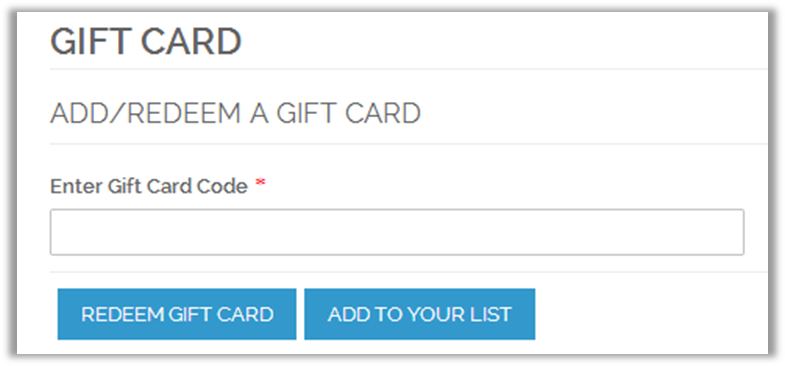 GIFT CARD
ADD/REDEEM A GIFT CARD
Enter Gift Card Code *
REDEEM GIFT CARD
ADD TO YOUR LIST